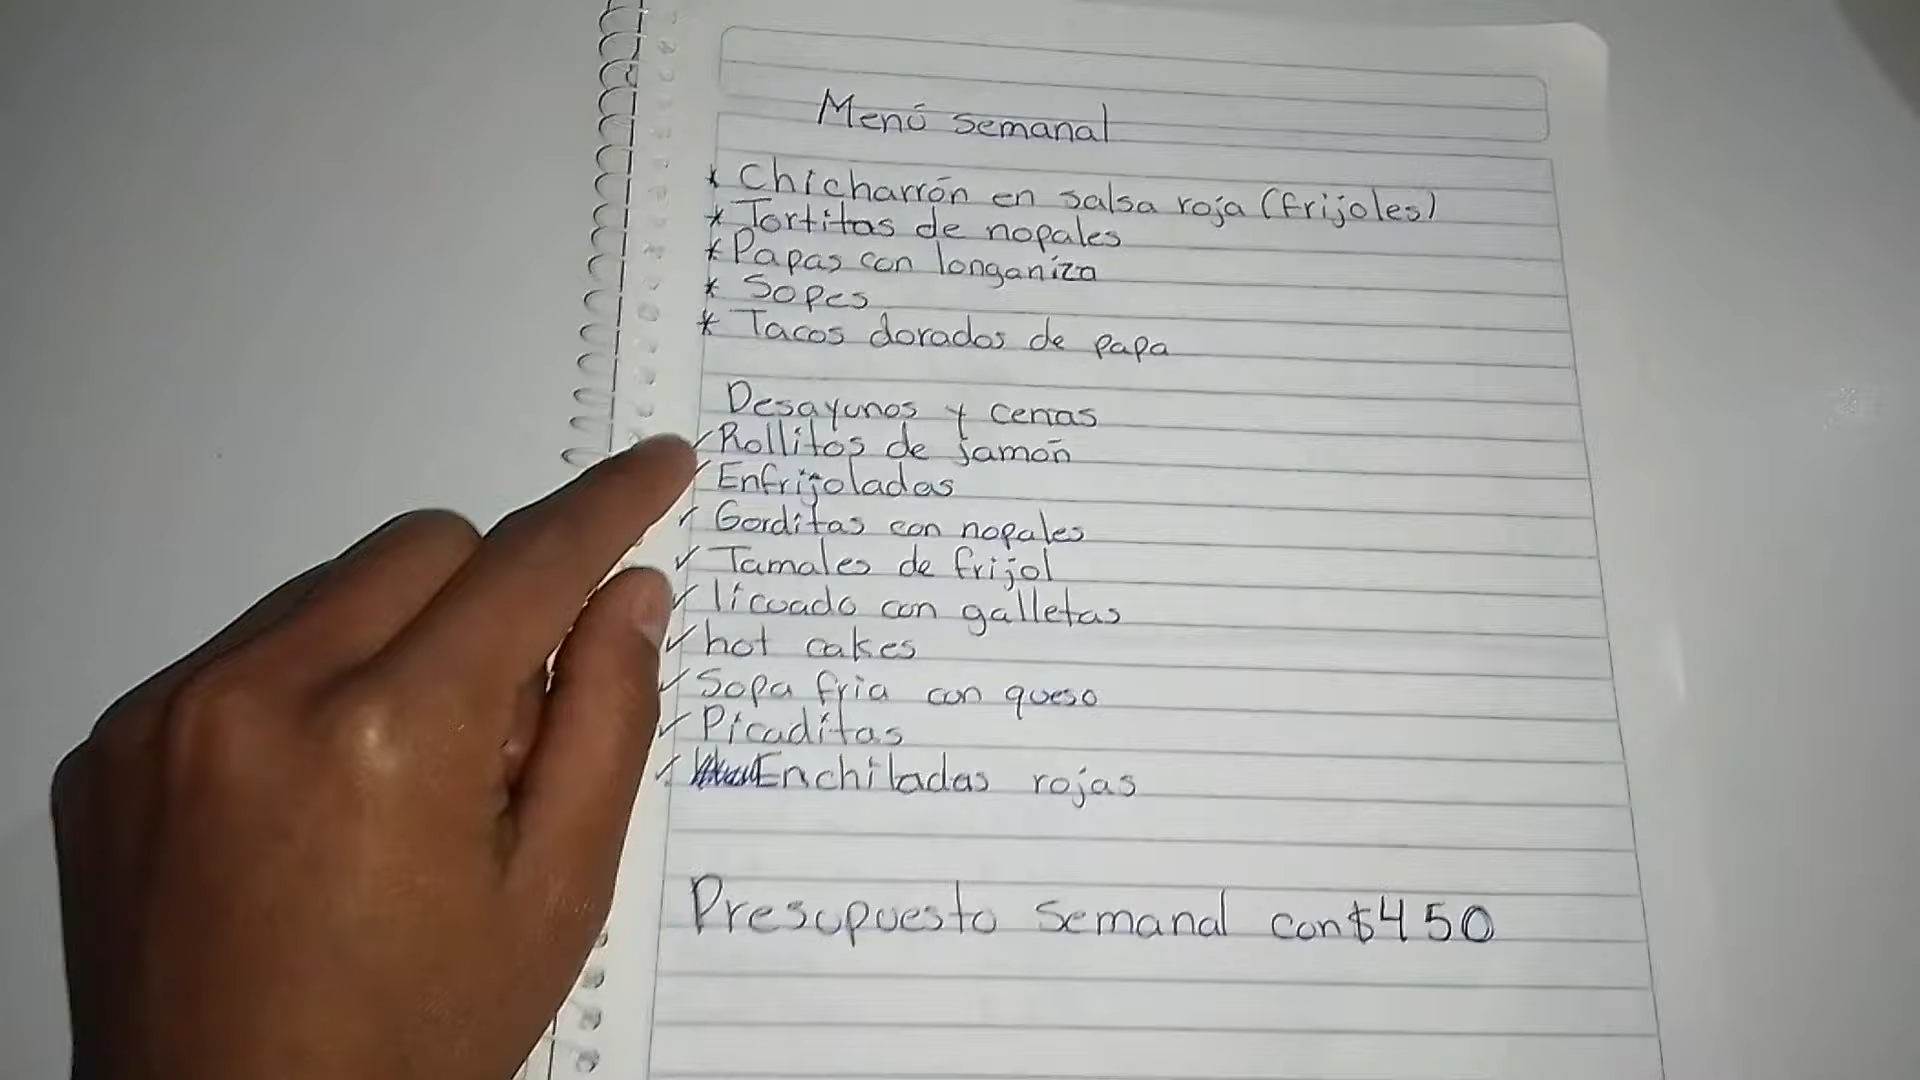 Menú semanal
* Chicharrón en salsa roja (frijoles)
* Tortitas de nopales
* Papas con longaniza
* Sopes
* Tacos dorados de papa
Desayunos y cenas
✓ Rollitos de jamón
✓ Enfrijoladas
✓ Gorditas con nopales
✓ Tamales de frijol
✓ licuado con galletas
✓ hot cakes
✓ Sopa fria con queso
✓ Picaditas
✓ Enchiladas rojas
Presupuesto semanal con $450